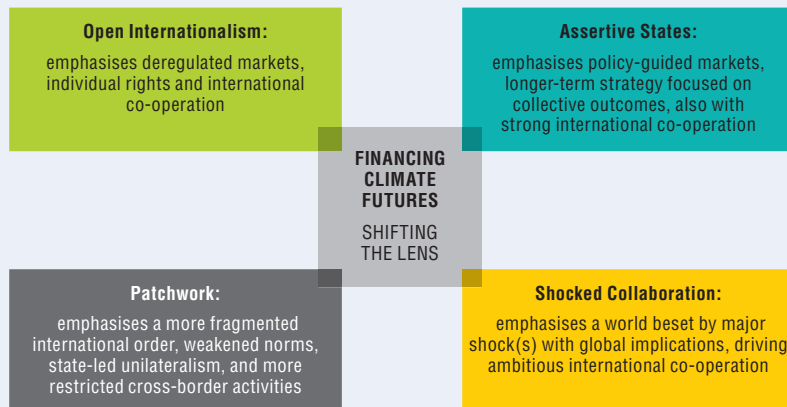 Open Internationalism:
emphasises deregulated markets,
individual rights and international
co-operation
Assertive States:
emphasises policy-guided markets,
longer-term strategy focused on
collective outcomes, also with
strong international co-operation
FINANCING
CLIMATE
FUTURES
SHIFTING
THE LENS
Patchwork:
emphasises a more fragmented
international order, weakened norms,
state-led unilateralism, and more
restricted cross-border activities
Shocked Collaboration:
emphasises a world beset by major
shock(s) with global implications, driving
ambitious international co-operation